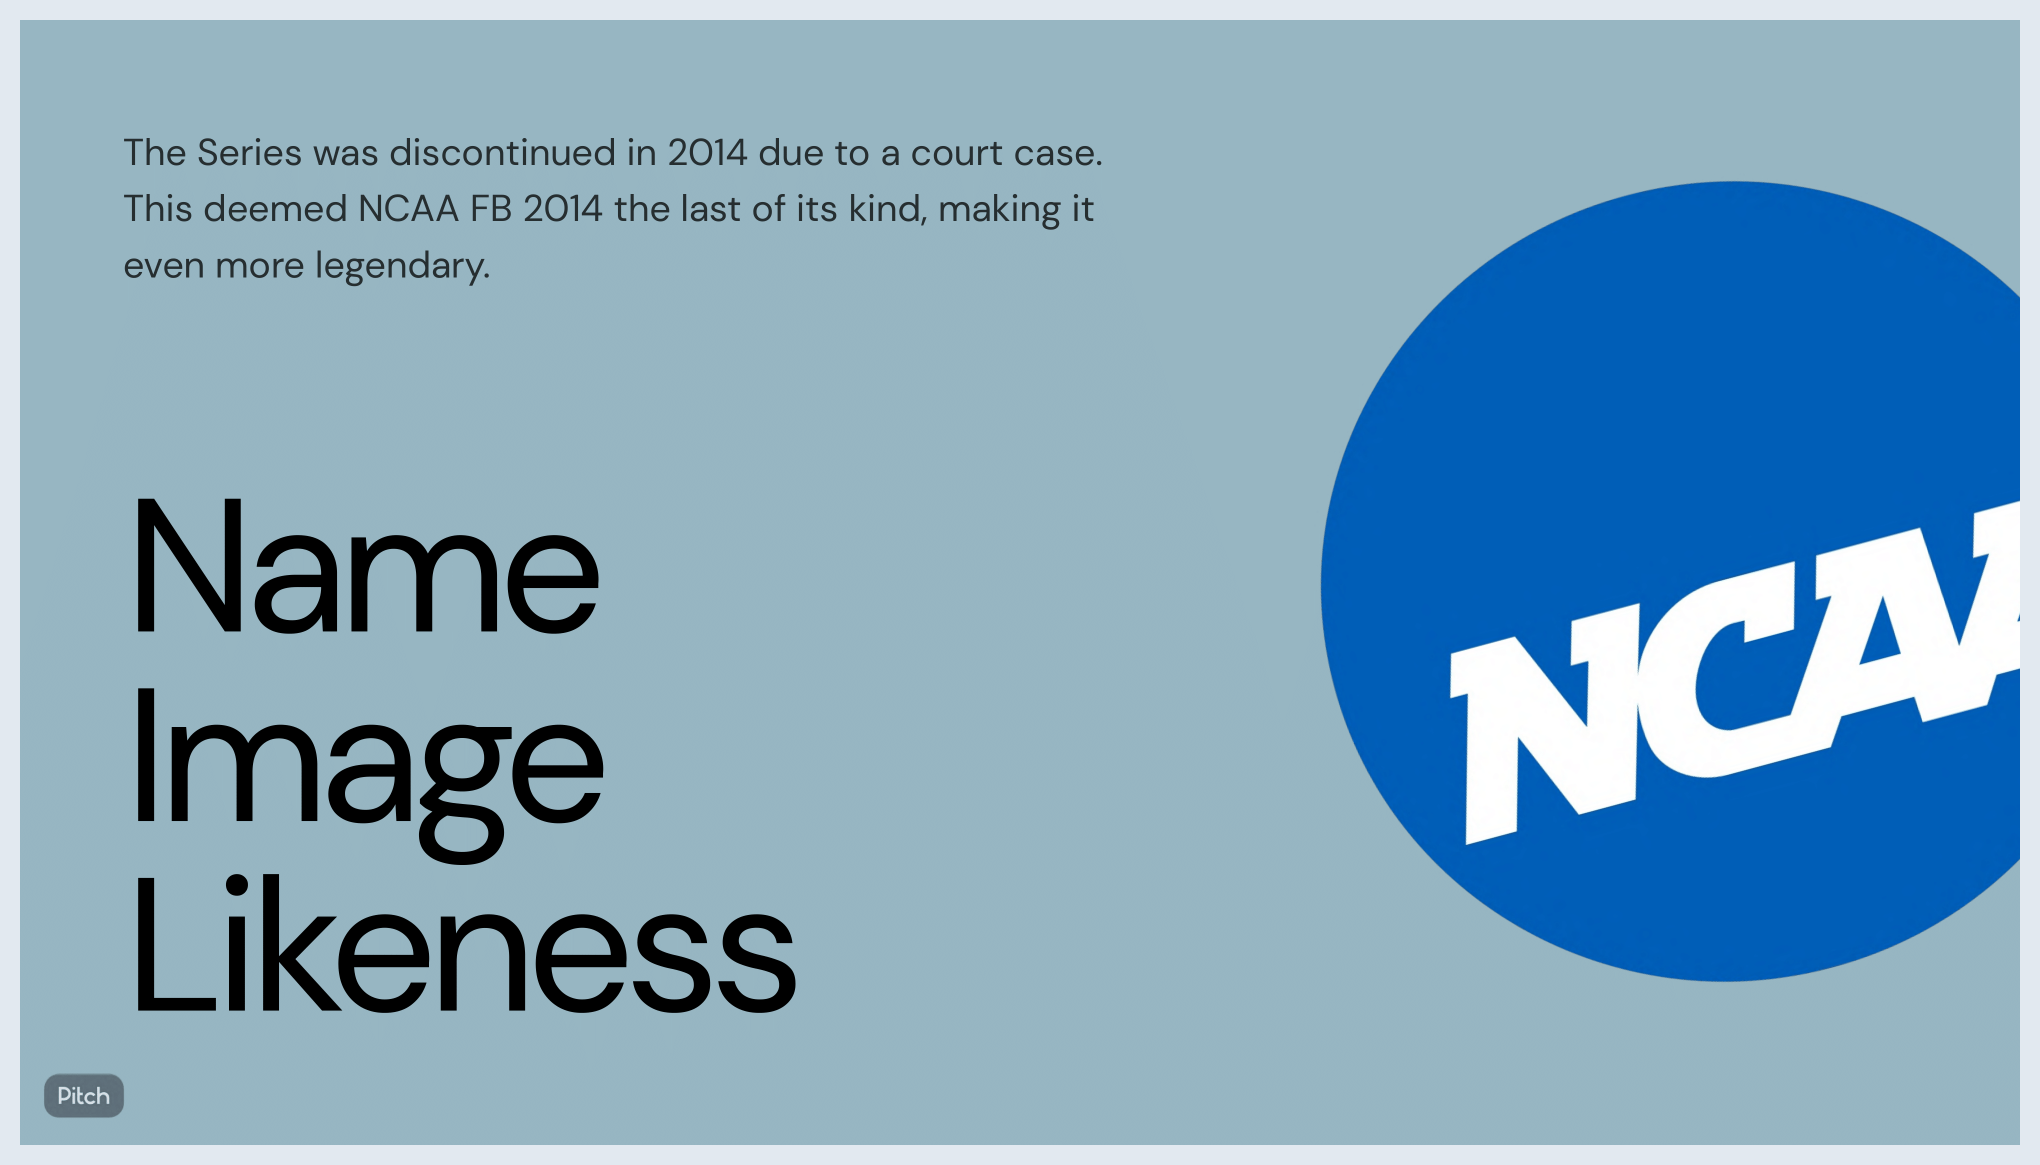 The Series was discontinued in 2014 due to a court case.
This deemed NCAA FB 2014 the last of its kind, making it
even more legendary.
Name
Image
Likeness
NCAA
Pitch